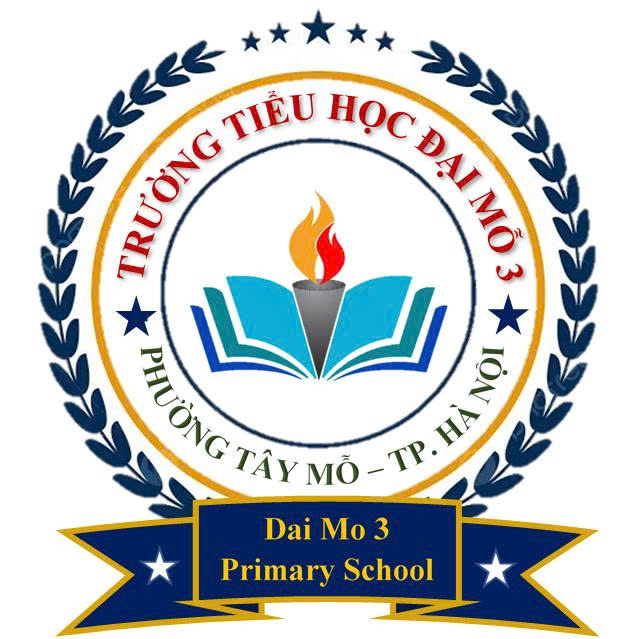 TRƯỜNG TIỂU HỌC ĐẠI MỖ 3
PHƯỜNG TÂY MỖ – TP. HÀ NỘI
Dai Mo 3
Primary School